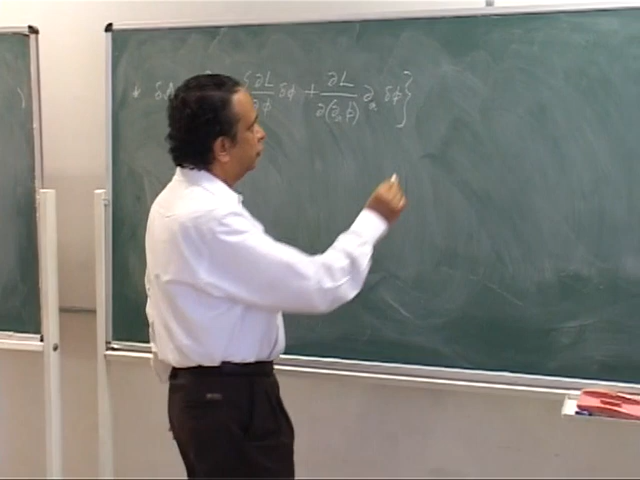 δA { ∂L/∂φ δφ + ∂L/∂(∂ₐφ) ∂ₐ δφ }